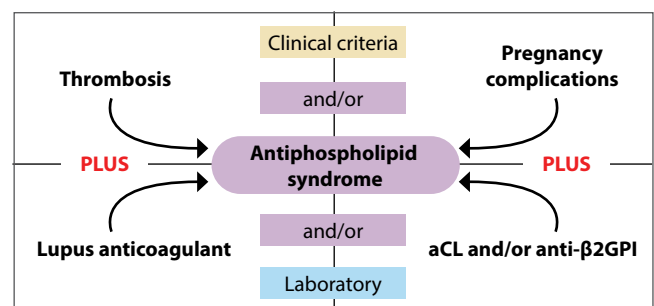 Clinical criteria
Thrombosis
Pregnancy
complications
and/or
PLUS
Antiphospholipid
syndrome
PLUS
and/or
Lupus anticoagulant
aCL and/or anti-β2GPI
Laboratory